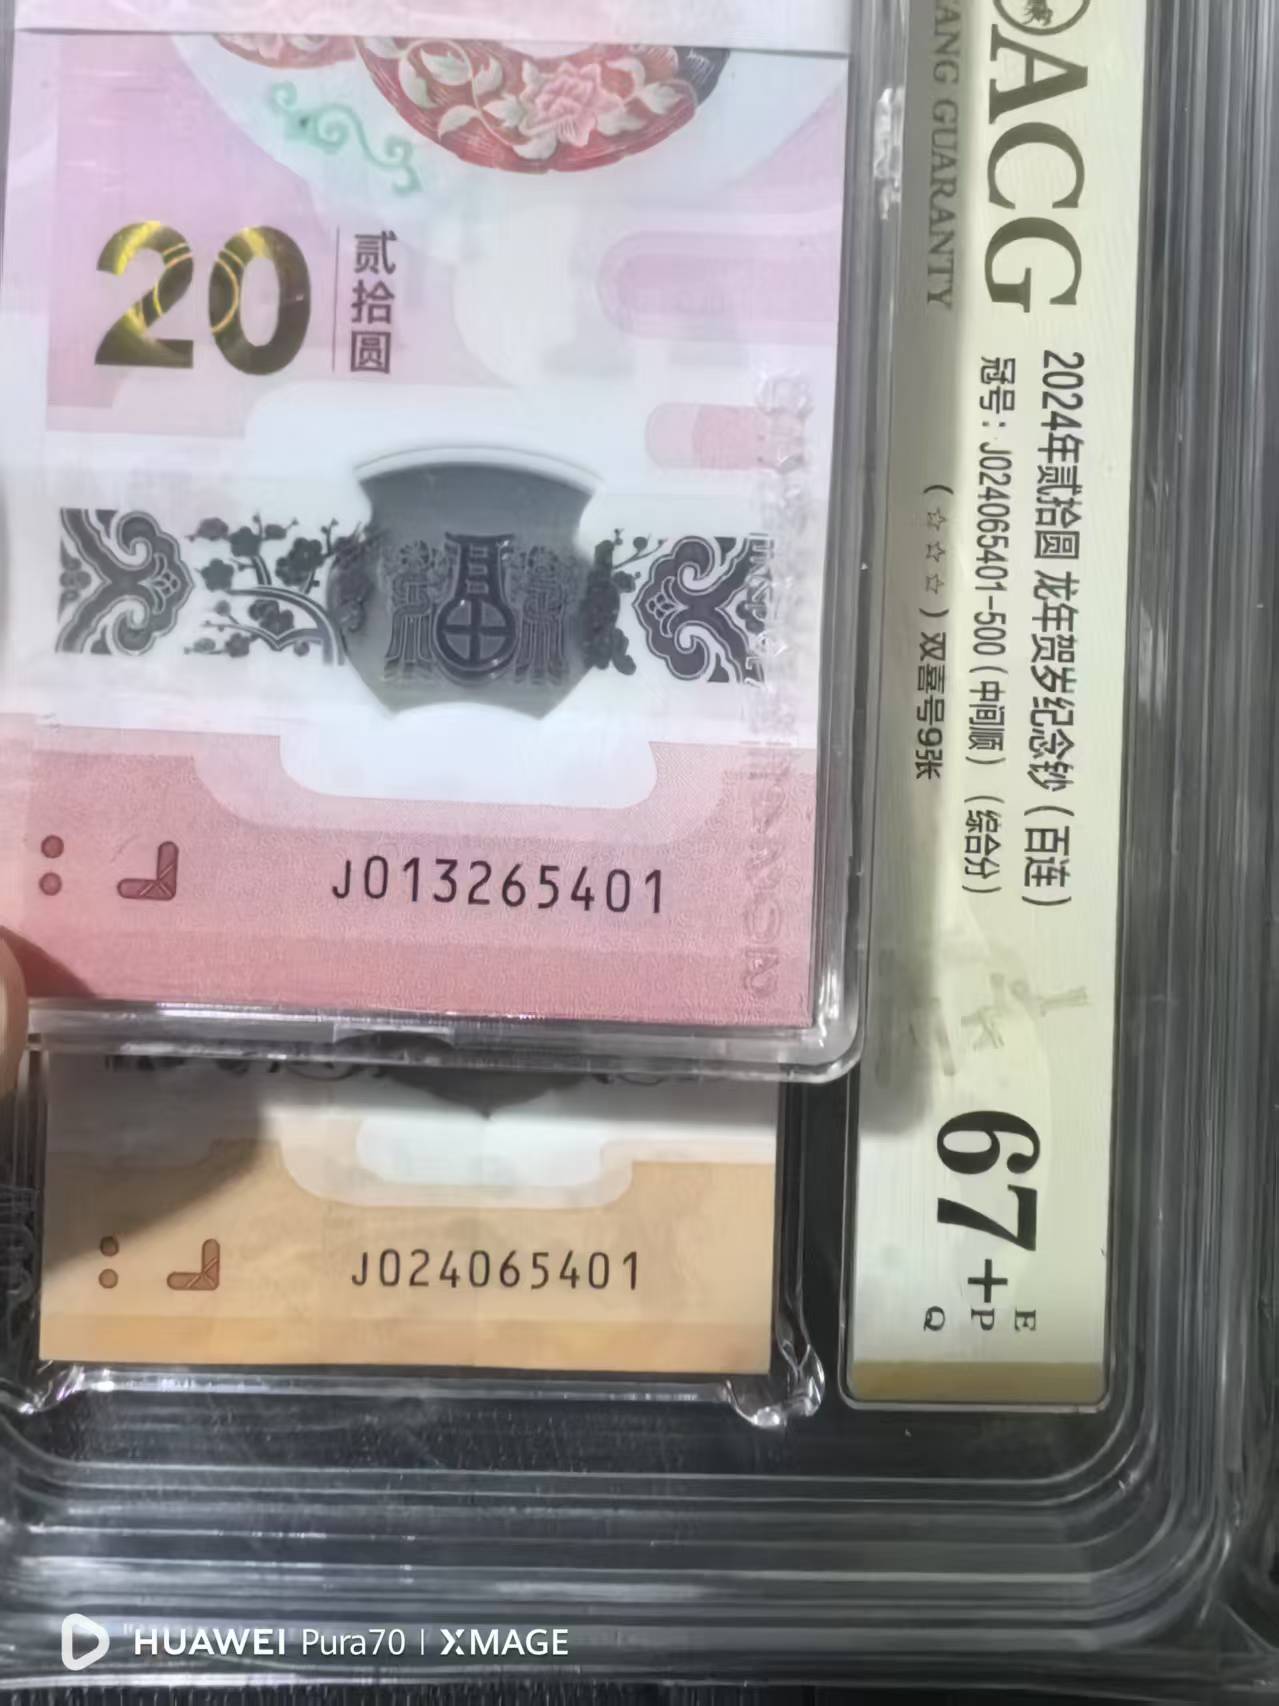 20
贰拾圆
J013265401
J024065401
ACG
ANG GUARANTY
2024年贰拾圆 龙年贺岁纪念钞（百连）
冠号：J024065401-500（中间顺）（综合分）
（☆☆☆）双喜号9张
67+
E
P
Q
HUAWEI Pura70 | XMAGE